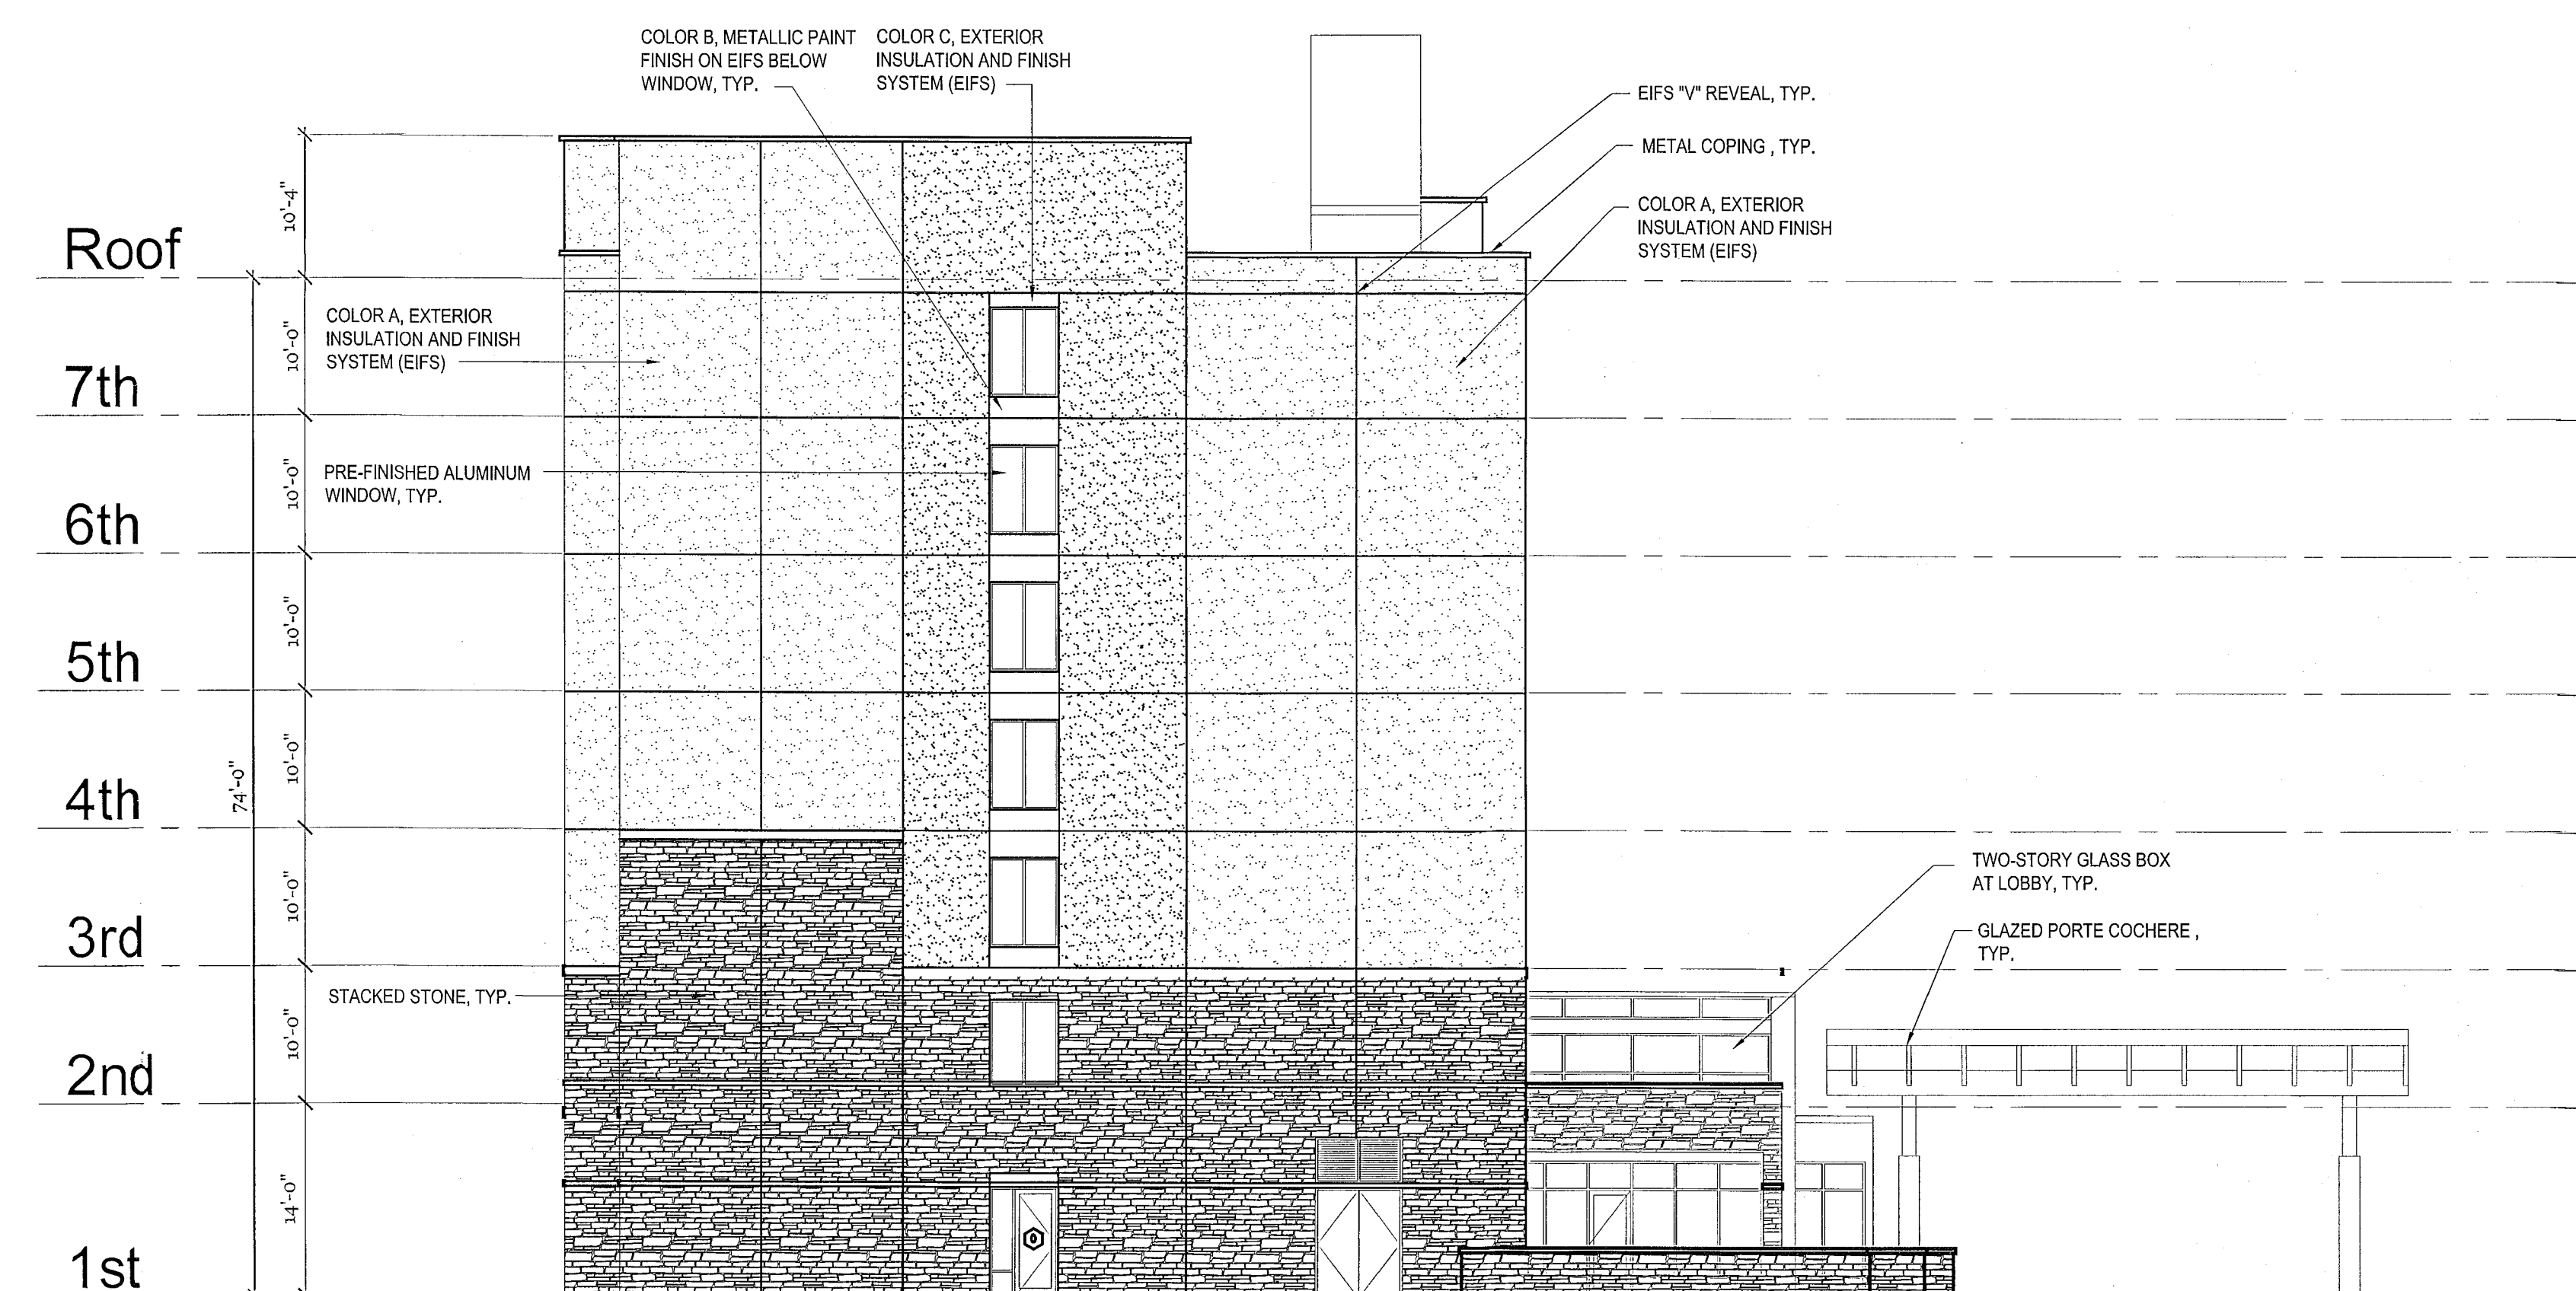 COLOR B, METALLIC PAINT
FINISH ON EIFS BELOW
WINDOW, TYP.
COLOR C, EXTERIOR
INSULATION AND FINISH
SYSTEM (EIFS)
EIFS "V" REVEAL, TYP.
METAL COPING , TYP.
COLOR A, EXTERIOR
INSULATION AND FINISH
SYSTEM (EIFS)
10'-4"
Roof
COLOR A, EXTERIOR
INSULATION AND FINISH
SYSTEM (EIFS)
10'-0"
7th
PRE-FINISHED ALUMINUM
WINDOW, TYP.
10'-0"
6th
10'-0"
5th
10'-0"
74'-0"
4th
TWO-STORY GLASS BOX
AT LOBBY, TYP.
10'-0"
3rd
GLAZED PORTE COCHERE ,
TYP.
STACKED STONE, TYP.
10'-0"
2nd
14'-0"
1st